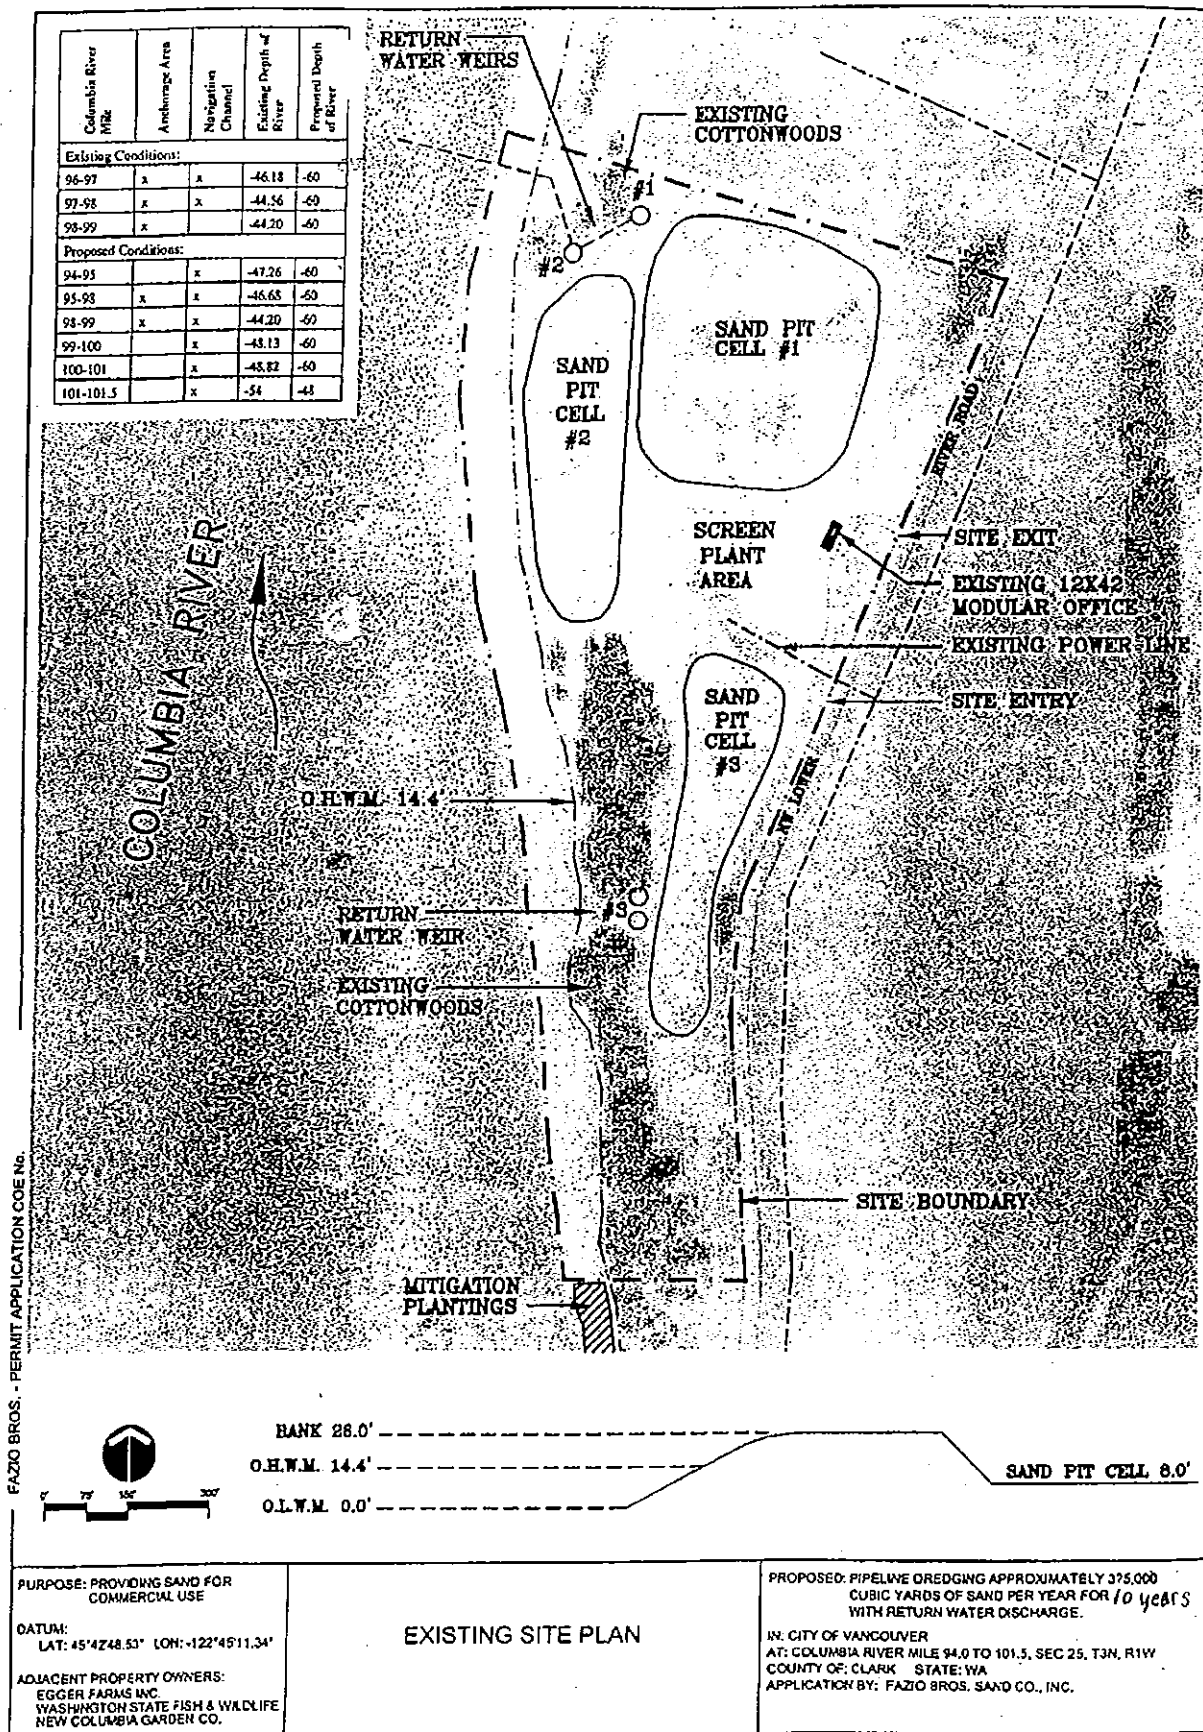 Columbia River Mile | Anchorage Area | Navigation Channel | Existing Depth of River | Proposed Depth of River
Existing Conditions:
96-97 | x | x | -46.18 | -60
97-98 | x | x | -44.56 | -60
98-99 | x | | -44.20 | -60
Proposed Conditions:
94-95 | | x | -47.26 | -60
95-98 | x | x | -46.68 | -60
98-99 | x | x | -44.20 | -60
99-100 | | x | -48.13 | -60
100-101 | | x | -48.82 | -60
101-101.5 | | x | -54 | -48
RETURN
WATER WEIRS
EXISTING
COTTONWOODS
#1
#2
SAND PIT
CELL #1
SAND
PIT
CELL
#2
RIVER ROAD
SCREEN
PLANT
AREA
SITE EXIT
EXISTING 12X42
MODULAR OFFICE
EXISTING POWER LINE
SITE ENTRY
SAND
PIT
CELL
#3
NW LOWER
COLUMBIA RIVER
O.H.W.M. 14.4'
#3
RETURN
WATER WEIR
EXISTING
COTTONWOODS
SITE BOUNDARY
MITIGATION
PLANTINGS
FAZIO BROS. - PERMIT APPLICATION COE No.
BANK 26.0'
O.H.W.M. 14.4'
O.L.W.M. 0.0'
SAND PIT CELL 8.0'
0' 75' 150' 300'
PURPOSE: PROVIDING SAND FOR
COMMERCIAL USE
DATUM:
LAT: 45°42'48.53" LON: -122°45'11.34"
ADJACENT PROPERTY OWNERS:
EGGER FARMS INC.
WASHINGTON STATE FISH & WILDLIFE
NEW COLUMBIA GARDEN CO.
EXISTING SITE PLAN
PROPOSED: PIPELINE DREDGING APPROXIMATELY 375,000
CUBIC YARDS OF SAND PER YEAR FOR 10 years
WITH RETURN WATER DISCHARGE.
IN: CITY OF VANCOUVER
AT: COLUMBIA RIVER MILE 94.0 TO 101.5, SEC 25, T3N, R1W
COUNTY OF: CLARK STATE: WA
APPLICATION BY: FAZIO BROS. SAND CO., INC.